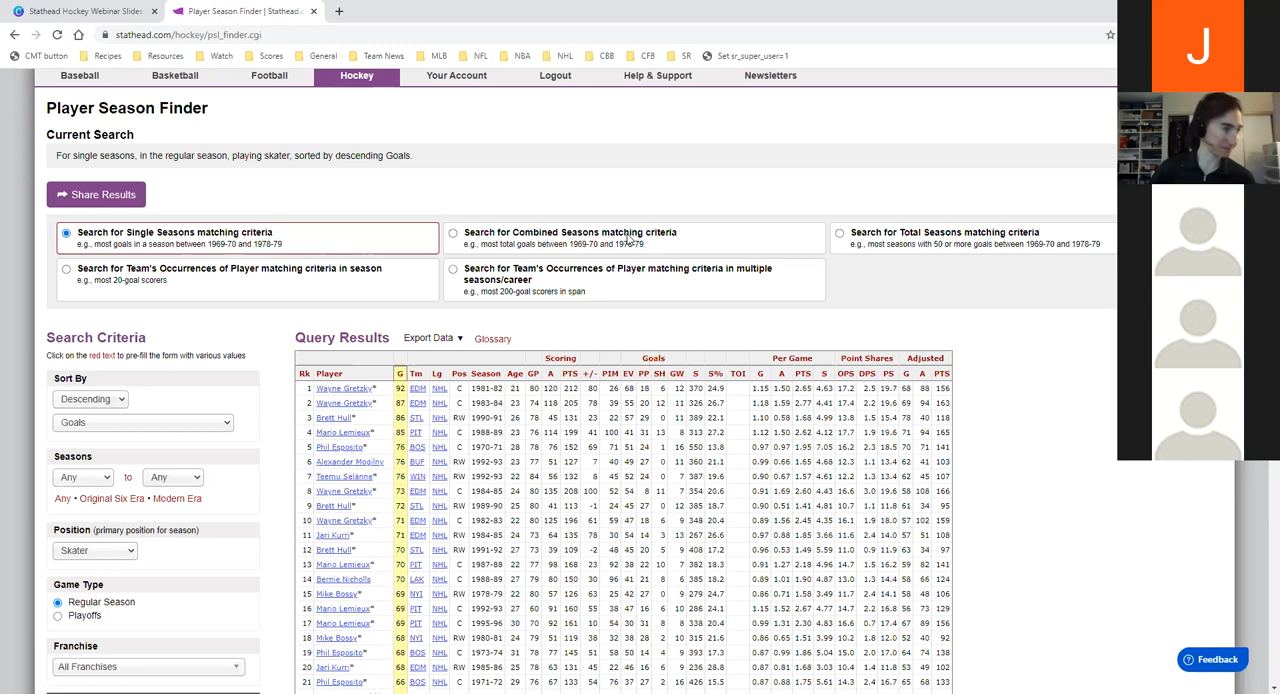 Stathead Hockey Webinar Slides × Player Season Finder | Stathead.c × +
stathead.com/hockey/psl_finder.cgi
CMT button Recipes Resources Watch Scores General Team News MLB NFL NBA NHL CBB CFB SR Set sr_super_user=1
Baseball Basketball Football Hockey Your Account Logout Help & Support Newsletters
Player Season Finder
Current Search
For single seasons, in the regular season, playing skater, sorted by descending Goals.
Share Results
Search for Single Seasons matching criteria
e.g., most goals in a season between 1969-70 and 1978-79
Search for Combined Seasons matching criteria
e.g., most total goals between 1969-70 and 1978-79
Search for Total Seasons matching criteria
e.g., most seasons with 50 or more goals between 1969-70 and 1978-79
Search for Team's Occurrences of Player matching criteria in season
e.g., most 20-goal scorers
Search for Team's Occurrences of Player matching criteria in multiple
seasons/career
e.g., most 200-goal scorers in span
Search Criteria
Click on the red text to pre-fill the form with various values
Sort By
Descending
Goals
Seasons
Any to Any
Any • Original Six Era • Modern Era
Position (primary position for season)
Skater
Game Type
Regular Season
Playoffs
Franchise
All Franchises
Query Results Export Data ▼ Glossary
Scoring Goals Per Game Point Shares Adjusted
Rk Player G Tm Lg Pos Season Age GP A PTS +/- PIM EV PP SH GW S S% TOI G A PTS S OPS DPS PS G A PTS
1 Wayne Gretzky* 92 EDM NHL C 1981-82 21 80 120 212 80 26 68 18 6 12 370 24.9 1.15 1.50 2.65 4.63 17.2 2.5 19.7 68 88 156
2 Wayne Gretzky* 87 EDM NHL C 1983-84 23 74 118 205 78 39 55 20 12 11 326 26.7 1.18 1.59 2.77 4.41 17.4 2.2 19.6 69 94 163
3 Brett Hull* 86 STL NHL RW 1990-91 26 78 45 131 23 22 57 29 0 11 389 22.1 1.10 0.58 1.68 4.99 13.8 1.5 15.4 78 40 118
4 Mario Lemieux* 85 PIT NHL C 1988-89 23 76 114 199 41 100 41 31 13 8 313 27.2 1.12 1.50 2.62 4.12 17.7 1.9 19.6 71 94 165
5 Phil Esposito* 76 BOS NHL C 1970-71 28 78 76 152 69 71 51 24 1 16 550 13.8 0.97 0.97 1.95 7.05 16.2 2.3 18.5 70 71 141
6 Alexander Mogilny 76 BUF NHL RW 1992-93 23 77 51 127 7 40 49 27 0 11 360 21.1 0.99 0.66 1.65 4.68 12.2 1.1 13.4 62 41 103
7 Teemu Selänne* 76 WIN NHL RW 1992-93 22 84 56 132 8 45 52 24 0 7 387 19.6 0.90 0.67 1.57 4.61 12.2 1.3 13.4 62 45 107
8 Wayne Gretzky* 73 EDM NHL C 1984-85 24 80 135 208 100 52 54 8 11 7 354 20.6 0.91 1.69 2.60 4.43 16.6 3.0 19.6 58 108 166
9 Brett Hull* 72 STL NHL RW 1989-90 25 80 41 113 -1 24 45 27 0 12 385 18.7 0.90 0.51 1.41 4.81 10.7 1.1 11.8 61 34 95
10 Wayne Gretzky* 71 EDM NHL C 1982-83 22 80 125 196 61 59 47 18 6 9 348 20.4 0.89 1.56 2.45 4.35 16.1 1.9 18.0 57 102 159
11 Jari Kurri* 71 EDM NHL RW 1984-85 24 73 64 135 78 30 54 14 3 13 267 26.6 0.97 0.88 1.85 3.66 11.6 2.4 14.0 57 51 108
12 Brett Hull* 70 STL NHL RW 1991-92 27 73 39 109 -2 48 45 20 5 9 408 17.2 0.96 0.53 1.49 5.59 11.0 0.9 11.9 63 34 97
13 Mario Lemieux* 70 PIT NHL C 1987-88 22 77 98 168 23 92 38 22 10 7 382 18.3 0.91 1.27 2.18 4.96 14.7 1.5 16.2 59 82 141
14 Bernie Nicholls 70 LAK NHL C 1988-89 27 79 80 150 30 96 41 21 8 6 385 18.2 0.89 1.01 1.90 4.87 13.0 1.3 14.4 58 66 124
15 Mike Bossy* 69 NYI NHL RW 1978-79 22 80 57 126 63 25 42 27 0 9 279 24.7 0.86 0.71 1.58 3.49 11.7 2.4 14.1 58 48 106
16 Mario Lemieux* 69 PIT NHL C 1992-93 27 60 91 160 55 38 47 16 6 10 286 24.1 1.15 1.52 2.67 4.77 14.7 2.2 16.8 56 73 129
17 Mario Lemieux* 69 PIT NHL C 1995-96 30 70 92 161 10 54 30 31 8 8 338 20.4 0.99 1.31 2.30 4.83 16.6 0.7 17.4 67 89 156
18 Mike Bossy* 68 NYI NHL RW 1980-81 24 79 51 119 38 32 38 28 2 10 315 21.6 0.86 0.65 1.51 3.99 10.2 1.8 12.0 52 40 92
19 Phil Esposito* 68 BOS NHL C 1973-74 31 78 77 145 51 58 50 14 4 9 393 17.3 0.87 0.99 1.86 5.04 15.0 2.0 17.0 64 74 138
20 Jari Kurri* 68 EDM NHL RW 1985-86 25 78 63 131 45 22 46 16 6 9 236 28.8 0.87 0.81 1.68 3.03 10.4 1.4 11.8 53 49 102
21 Phil Esposito* 66 BOS NHL C 1971-72 29 76 67 133 54 76 37 27 2 16 426 15.5 0.87 0.88 1.75 5.61 14.3 2.4 16.7 65 68 133
Feedback
J